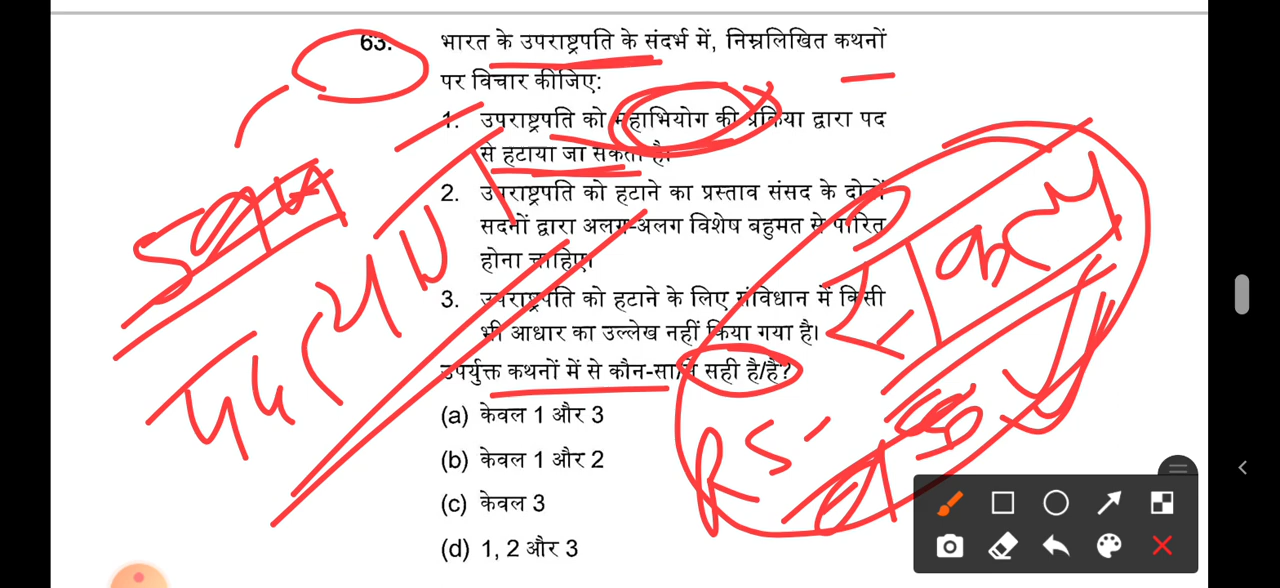 63. भारत के उपराष्ट्रपति के संदर्भ में, निम्नलिखित कथनों
पर विचार कीजिए:
1. उपराष्ट्रपति को महाभियोग की प्रक्रिया द्वारा पद
से हटाया जा सकता है।
2. उपराष्ट्रपति को हटाने का प्रस्ताव संसद के दोनों
सदनों द्वारा अलग-अलग विशेष बहुमत से पारित
होना चाहिए।
3. उपराष्ट्रपति को हटाने के लिए संविधान में किसी
भी आधार का उल्लेख नहीं किया गया है।
उपर्युक्त कथनों में से कौन-सा/से सही है/हैं?
(a) केवल 1 और 3
(b) केवल 1 और 2
(c) केवल 3
(d) 1, 2 और 3
RS